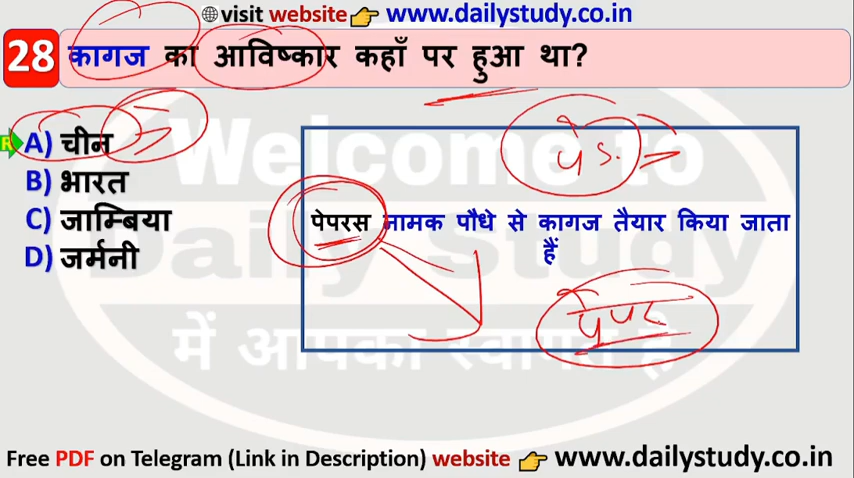 visit website 👉 www.dailystudy.co.in
28 कागज का आविष्कार कहाँ पर हुआ था?
A) चीन
B) भारत
C) जाम्बिया
D) जर्मनी
पेपरस नामक पौधे से कागज तैयार किया जाता
हैं
पेपर
Welcome to
Daily Study
में आपका स्वागत है
Free PDF on Telegram (Link in Description) website 👉 www.dailystudy.co.in